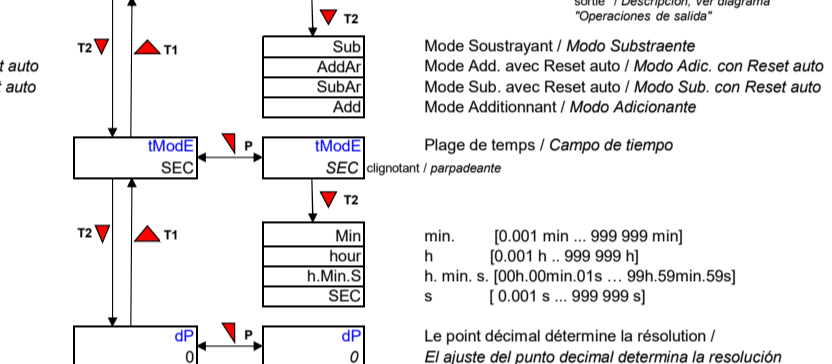 sortie / Descripción, ver diagrama
"Operaciones de salida"
T2
Sub Mode Soustrayant / Modo Substraente
T2 T1
t auto AddAr Mode Add. avec Reset auto / Modo Adic. con Reset auto
auto SubAr Mode Sub. avec Reset auto / Modo Sub. con Reset auto
Add Mode Additionnant / Modo Adicionante
tModE P tModE Plage de temps / Campo de tiempo
SEC SEC clignotant / parpadeante
T2
T2 T1 Min min. [0.001 min ... 999 999 min]
hour h [0.001 h .. 999 999 h]
h.Min.S h. min. s. [00h.00min.01s … 99h.59min.59s]
SEC s [ 0.001 s ... 999 999 s]
dP P dP Le point décimal détermine la résolution /
0 0 El ajuste del punto decimal determina la resolución